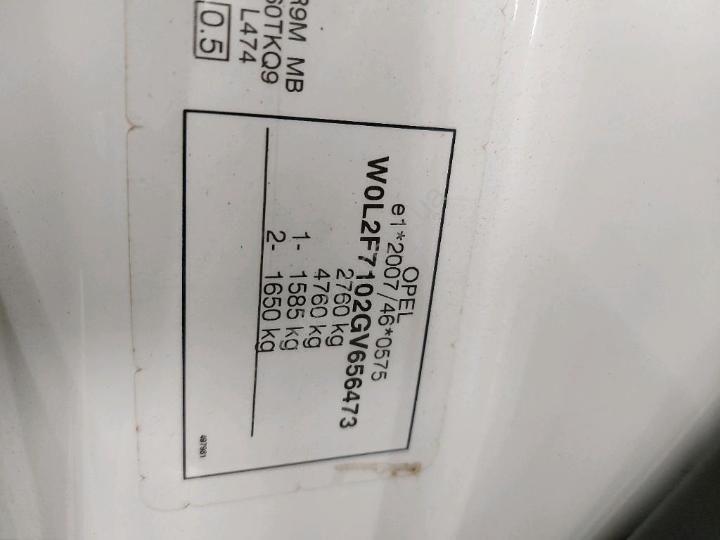 R9M MB
60TKQ9
L474
0.5
OPEL
e1*2007/46*0575
W0L2F7102GV656473
2760 kg
4760 kg
1- 1585 kg
2- 1650 kg